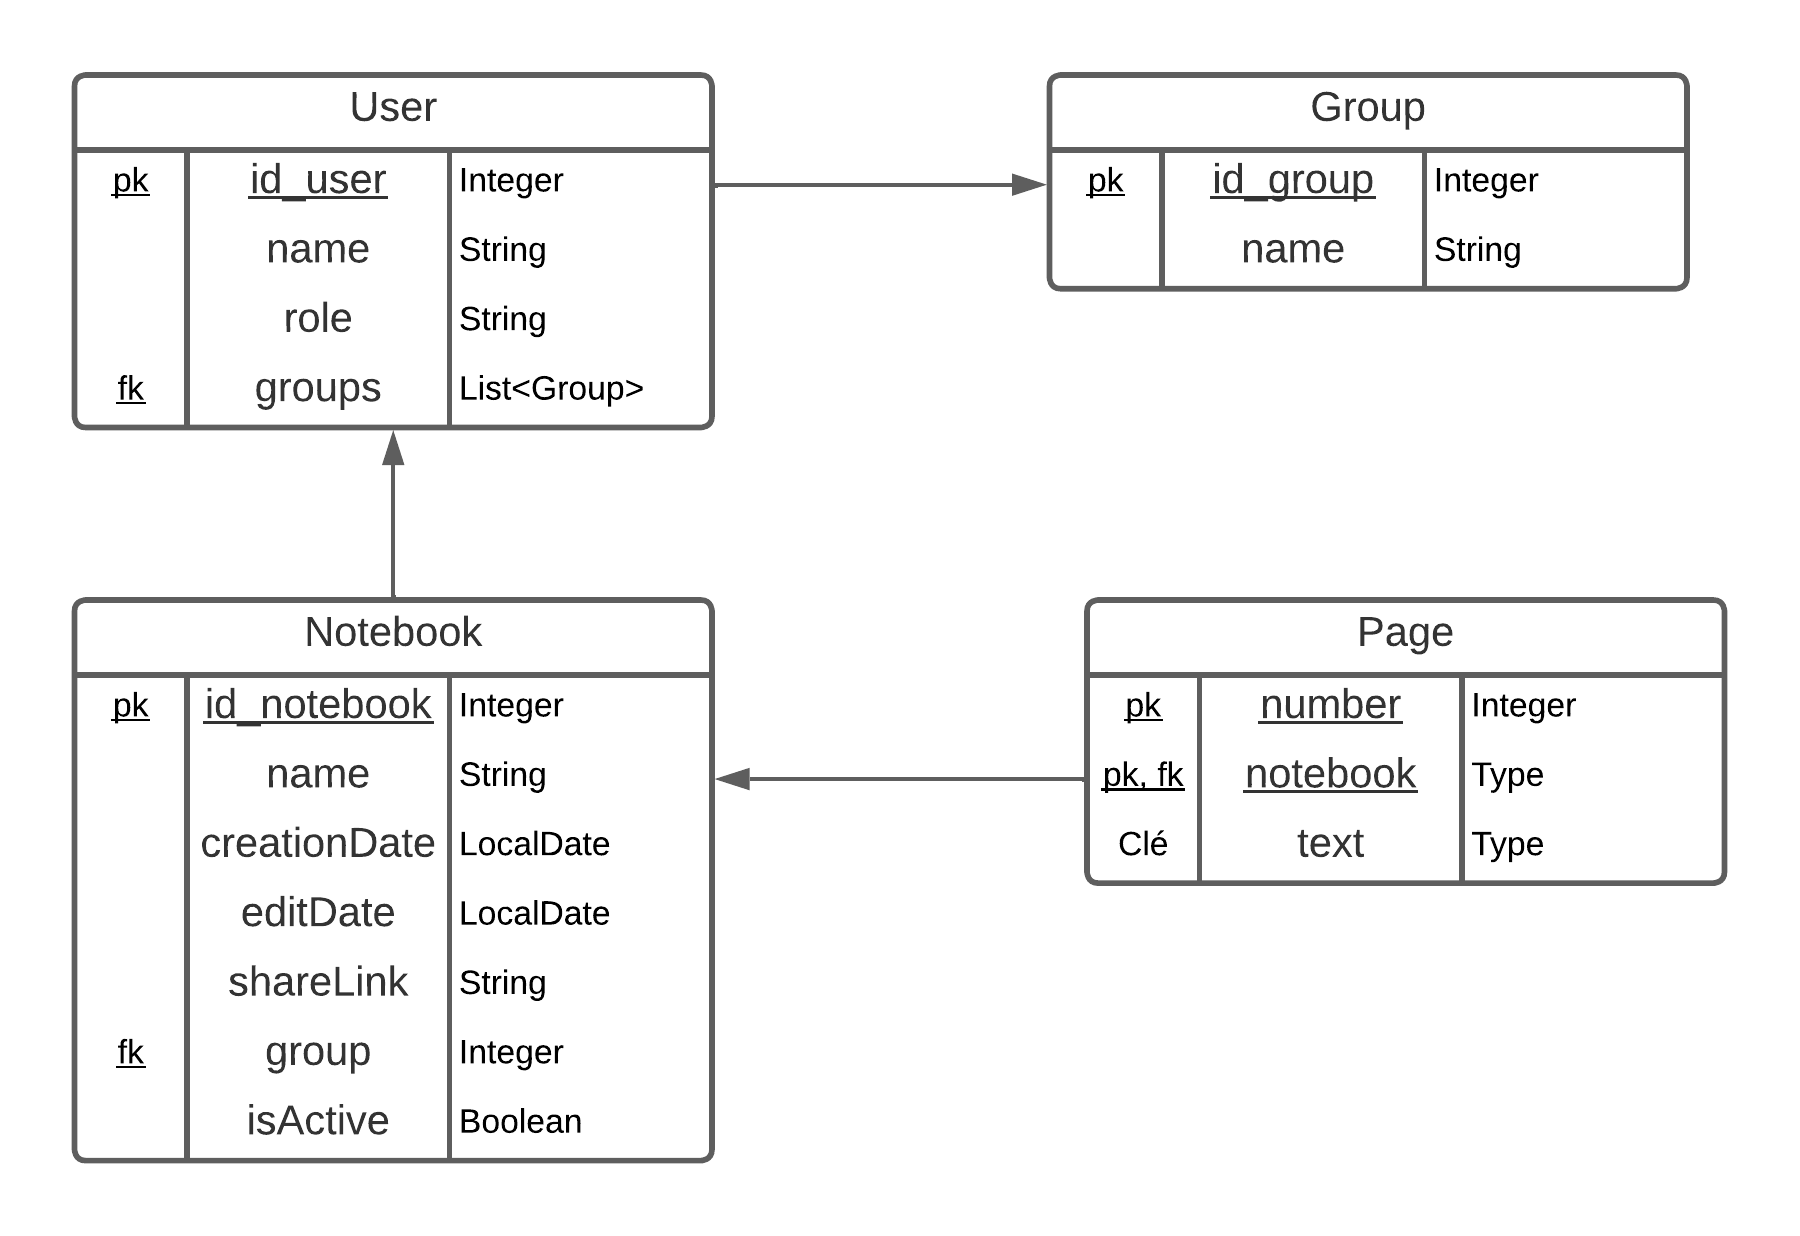 User
pk id_user Integer
name String
role String
fk groups List<Group>
Group
pk id_group Integer
name String
Notebook
pk id_notebook Integer
name String
creationDate LocalDate
editDate LocalDate
shareLink String
fk group Integer
isActive Boolean
Page
pk number Integer
pk, fk notebook Type
Clé text Type